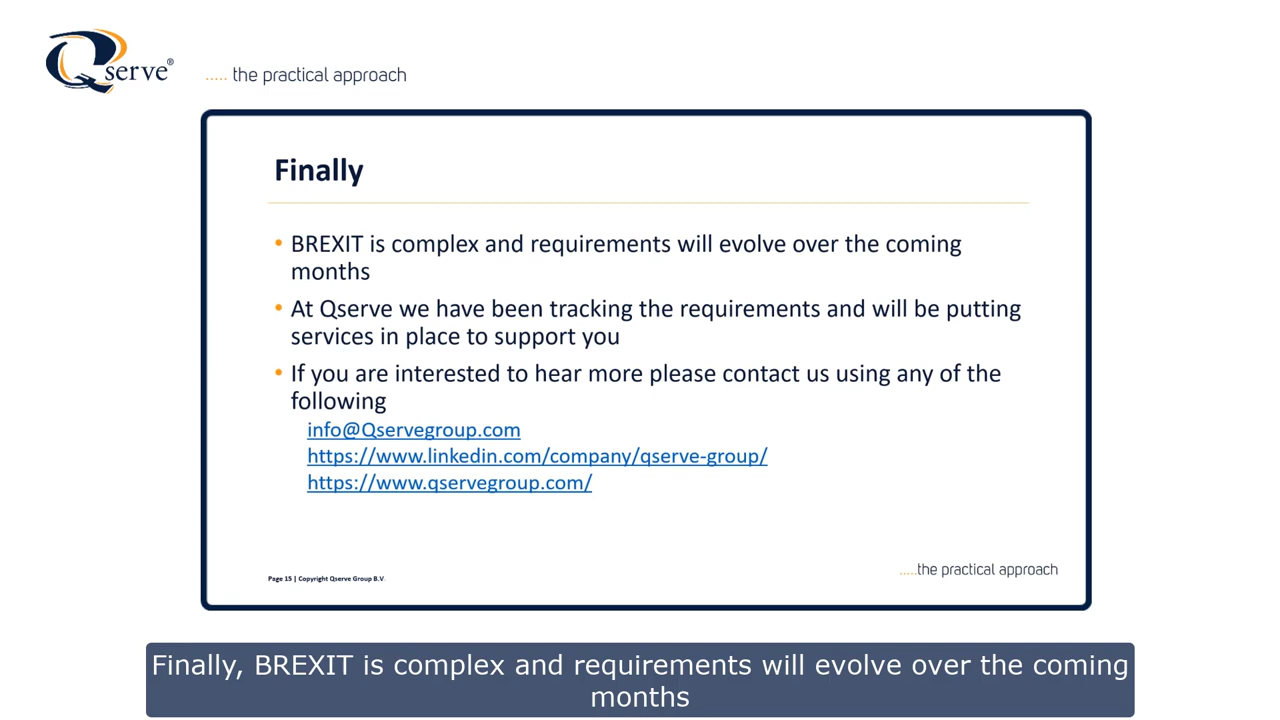 Qserve®
..... the practical approach
Finally
• BREXIT is complex and requirements will evolve over the coming
months
• At Qserve we have been tracking the requirements and will be putting
services in place to support you
• If you are interested to hear more please contact us using any of the
following
info@Qservegroup.com
https://www.linkedin.com/company/qserve-group/
https://www.qservegroup.com/
Page 15 | Copyright Qserve Group B.V.
.....the practical approach
Finally, BREXIT is complex and requirements will evolve over the coming
months